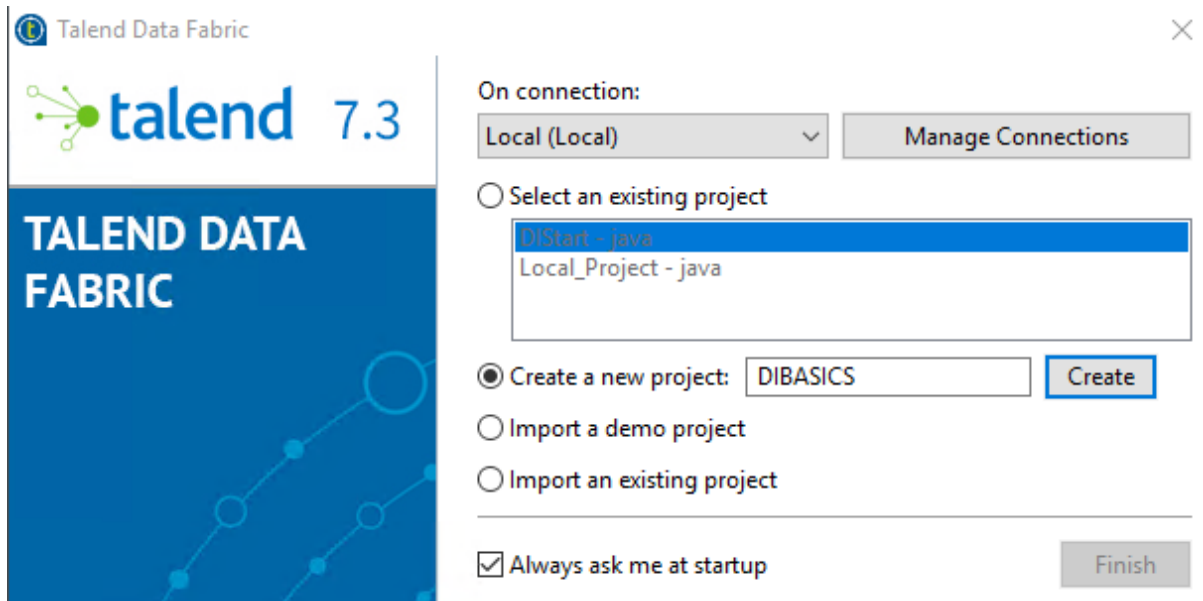 Talend Data Fabric
talend 7.3
TALEND DATA
FABRIC
On connection:
Local (Local)
Manage Connections
Select an existing project
DIStart - java
Local_Project - java
Create a new project:
DIBASICS
Create
Import a demo project
Import an existing project
Always ask me at startup
Finish